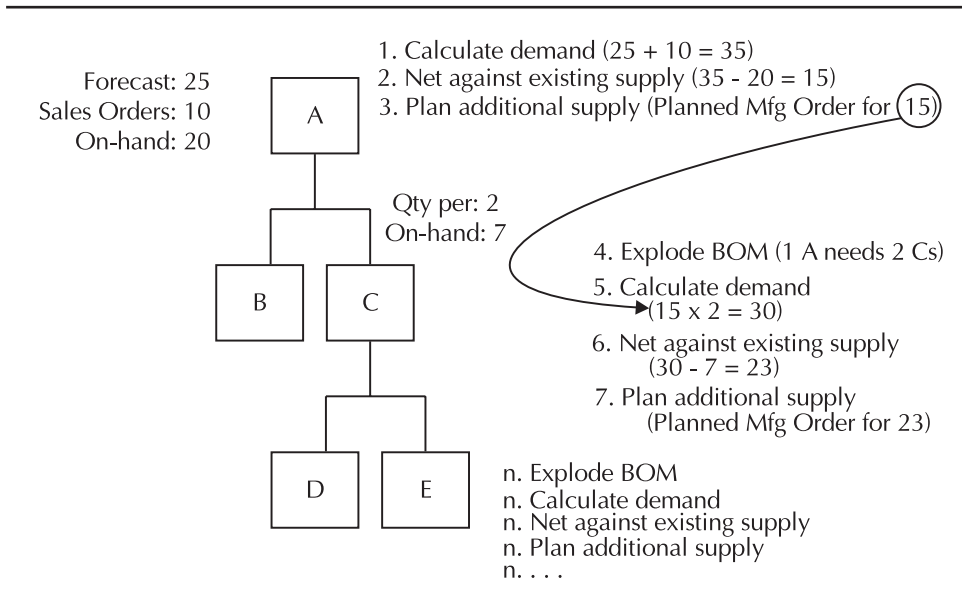 1. Calculate demand (25 + 10 = 35)
2. Net against existing supply (35 - 20 = 15)
3. Plan additional supply (Planned Mfg Order for 15)
Forecast: 25
Sales Orders: 10
On-hand: 20
A
Qty per: 2
On-hand: 7
B
C
4. Explode BOM (1 A needs 2 Cs)
5. Calculate demand
(15 x 2 = 30)
6. Net against existing supply
(30 - 7 = 23)
7. Plan additional supply
(Planned Mfg Order for 23)
D
E
n. Explode BOM
n. Calculate demand
n. Net against existing supply
n. Plan additional supply
n. . . .